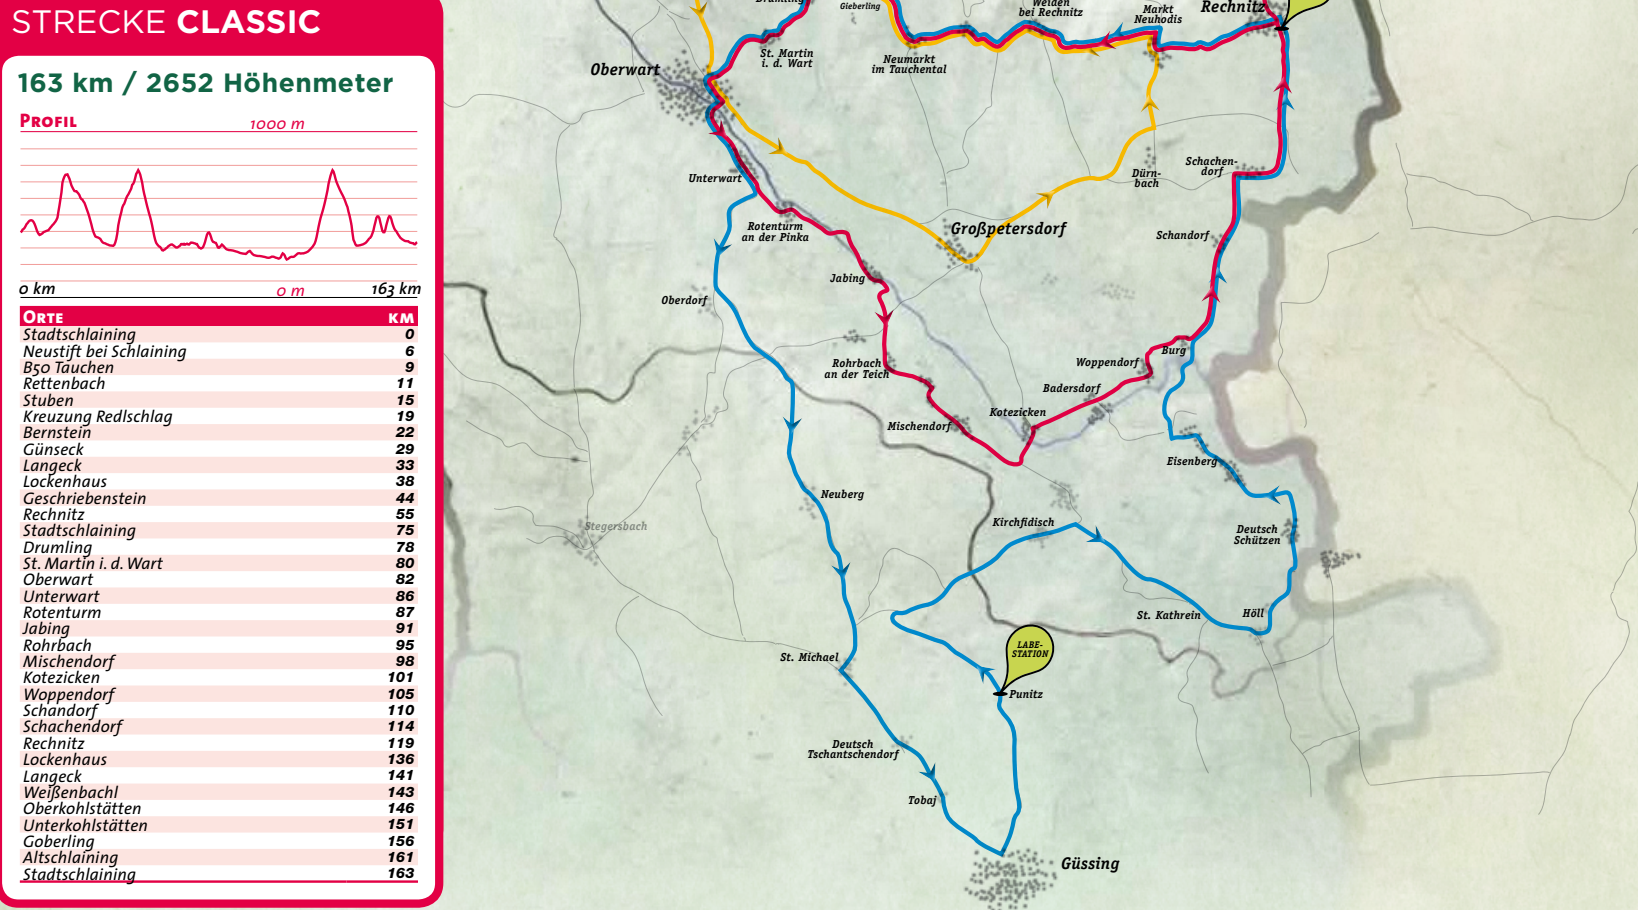 STRECKE CLASSIC
163 km / 2652 Höhenmeter
PROFIL
1000 m
0 km
0 m
163 km
ORTE KM
Stadtschlaining 0
Neustift bei Schlaining 6
B50 Tauchen 9
Rettenbach 11
Stuben 15
Kreuzung Redlschlag 19
Bernstein 22
Günseck 29
Langeck 33
Lockenhaus 38
Geschriebenstein 44
Rechnitz 55
Stadtschlaining 75
Drumling 78
St. Martin i. d. Wart 80
Oberwart 82
Unterwart 86
Rotenturm 87
Jabing 91
Rohrbach 95
Mischendorf 98
Kotezicken 101
Woppendorf 105
Schandorf 110
Schachendorf 114
Rechnitz 119
Lockenhaus 136
Langeck 141
Weißenbachl 143
Oberkohlstätten 146
Unterkohlstätten 151
Goberling 156
Altschlaining 161
Stadtschlaining 163
Drumling
Gieberling
Weiden
bei Rechnitz
Markt
Neuhodis
Rechnitz
St. Martin
i. d. Wart
Neumarkt
im Tauchental
Oberwart
Unterwart
Dürn-
bach
Schachen-
dorf
Rotenturm
an der Pinka
Großpetersdorf
Schandorf
Jabing
Oberdorf
Rohrbach
an der Teich
Woppendorf
Burg
Badersdorf
Kotezicken
Mischendorf
Eisenberg
Neuberg
Stegersbach
Kirchfidisch
Deutsch
Schützen
St. Kathrein
Höll
LABE-
STATION
St. Michael
Punitz
Deutsch
Tschantschendorf
Tobaj
Güssing